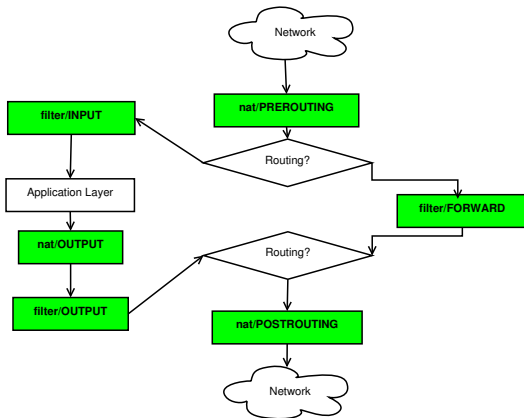 Network
nat/PREROUTING
filter/INPUT
Routing?
Application Layer
filter/FORWARD
nat/OUTPUT
Routing?
filter/OUTPUT
nat/POSTROUTING
Network